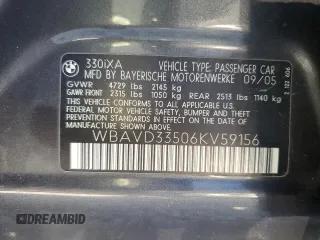 330iXA VEHICLE TYPE: PASSENGER CAR
MFD. BY BAYERISCHE MOTORENWERKE 09/05
GVWR 4729 lbs 2145 kg
GAWR FRONT 2315 lbs 1050 kg REAR 2513 lbs 1140 kg
THIS VEHICLE CONFORMS TO ALL APPLICABLE
FEDERAL MOTOR VEHICLE SAFETY, BUMPER AND
THEFT PREVENTION STANDARDS IN EFFECT ON THE
DATE OF MANUFACTURE SHOWN ABOVE
WBAVD33506KV59156
DREAMBID